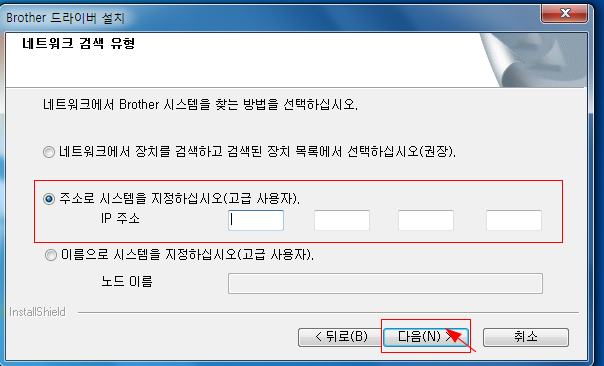 Brother 드라이버 설치
네트워크 검색 유형
네트워크에서 Brother 시스템을 찾는 방법을 선택하십시오.
네트워크에서 장치를 검색하고 검색된 장치 목록에서 선택하십시오(권장).
주소로 시스템을 지정하십시오(고급 사용자).
IP 주소
이름으로 시스템을 지정하십시오(고급 사용자).
노드 이름
InstallShield
< 뒤로(B) 다음(N) > 취소